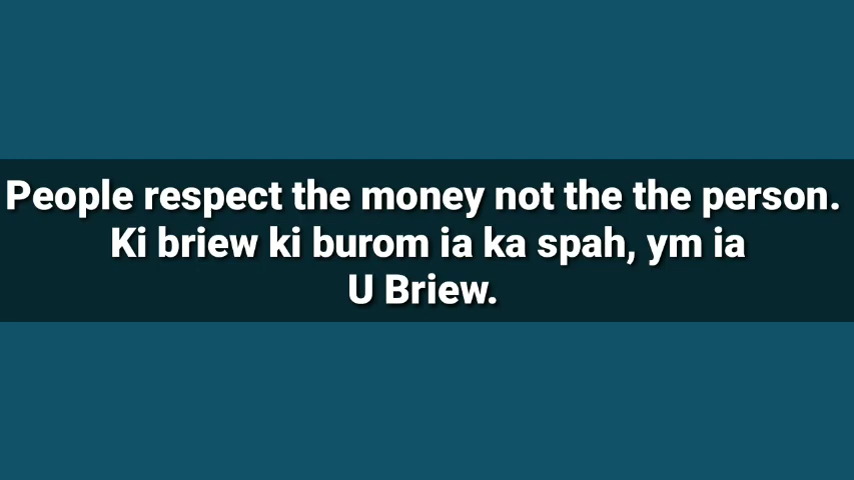 People respect the money not the the person.
Ki briew ki burom ia ka spah, ym ia
U Briew.